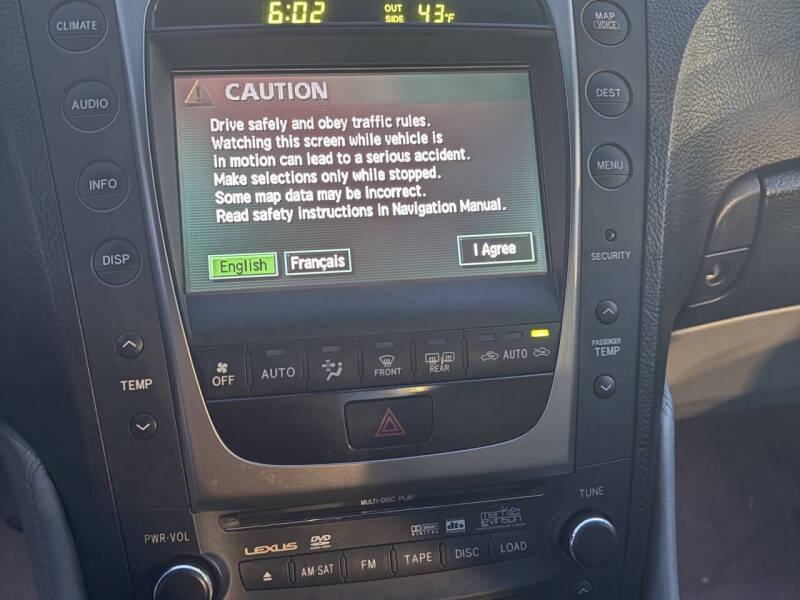 6:02 OUT SIDE 43°F
CLIMATE
AUDIO
INFO
DISP
TEMP
CAUTION
Drive safely and obey traffic rules.
Watching this screen while vehicle is
in motion can lead to a serious accident.
Make selections only while stopped.
Some map data may be incorrect.
Read safety instructions in Navigation Manual.
English Français I Agree
MAP
VOICE
DEST
MENU
SECURITY
PASSENGER
TEMP
OFF AUTO FRONT REAR AUTO
MULTI-DISC PLAY
PWR·VOL
LEXUS DVD
DIGITAL
mark
levinson
TUNE
AM·SAT FM TAPE DISC LOAD